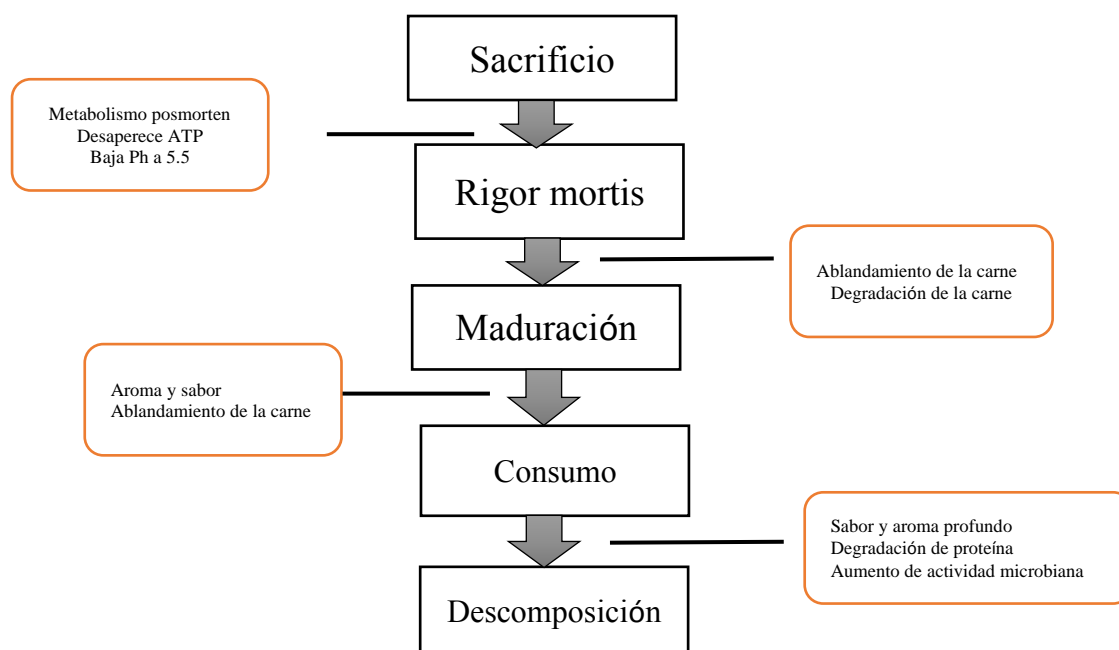 Sacrificio
Metabolismo posmorten
Desaperece ATP
Baja Ph a 5.5
Rigor mortis
Ablandamiento de la carne
Degradación de la carne
Maduración
Aroma y sabor
Ablandamiento de la carne
Consumo
Sabor y aroma profundo
Degradación de proteína
Aumento de actividad microbiana
Descomposición